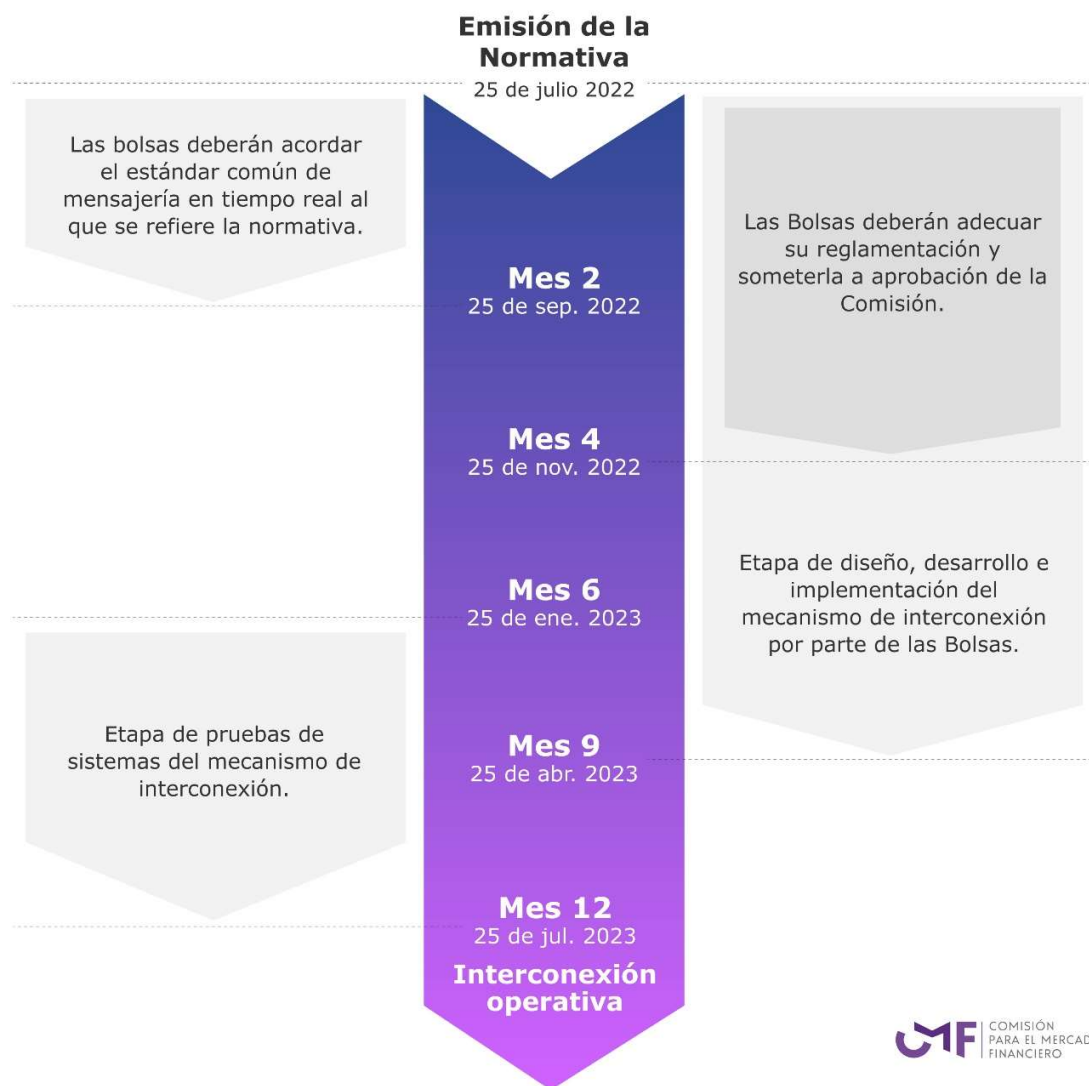 Emisión de la
Normativa
25 de julio 2022
Las bolsas deberán acordar
el estándar común de
mensajería en tiempo real al
que se refiere la normativa.
Las Bolsas deberán adecuar
su reglamentación y
someterla a aprobación de la
Comisión.
Mes 2
25 de sep. 2022
Mes 4
25 de nov. 2022
Etapa de diseño, desarrollo e
implementación del
mecanismo de interconexión
por parte de las Bolsas.
Mes 6
25 de ene. 2023
Etapa de pruebas de
sistemas del mecanismo de
interconexión.
Mes 9
25 de abr. 2023
Mes 12
25 de jul. 2023
Interconexión
operativa
CMF
COMISIÓN
PARA EL MERCAD
FINANCIERO